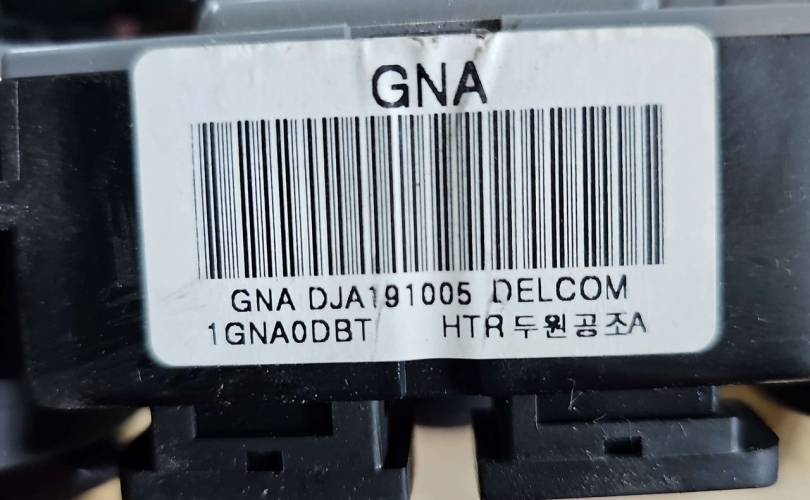 GNA
GNA DJA191005 DELCOM
1GNA0DBT HTR 두원공조A